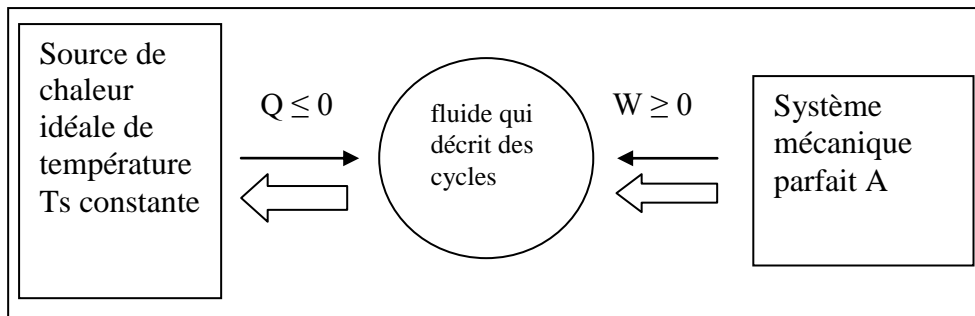 Source de
chaleur
idéale de
température
Ts constante
Q ≤ 0
fluide qui
décrit des
cycles
W ≥ 0
Système
mécanique
parfait A